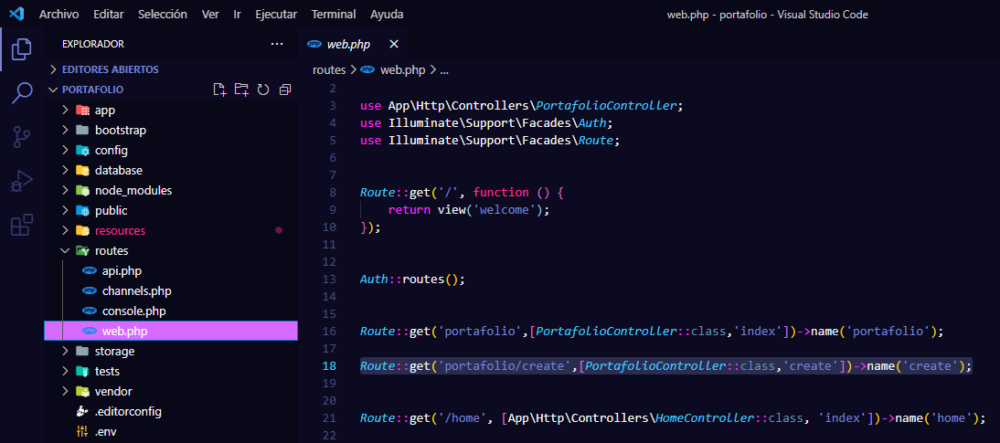 Archivo Editar Selección Ver Ir Ejecutar Terminal Ayuda web.php - portafolio - Visual Studio Code
EXPLORADOR ...
EDITORES ABIERTOS
PORTAFOLIO
app
bootstrap
config
database
node_modules
public
resources
routes
api.php
channels.php
console.php
web.php
storage
tests
vendor
.editorconfig
.env
php web.php
routes > php web.php > ...
2
3 use App\Http\Controllers\PortafolioController;
4 use Illuminate\Support\Facades\Auth;
5 use Illuminate\Support\Facades\Route;
6
7
8 Route::get('/', function () {
9     return view('welcome');
10 });
11
12
13 Auth::routes();
14
15
16 Route::get('portafolio',[PortafolioController::class,'index'])->name('portafolio');
17
18 Route::get('portafolio/create',[PortafolioController::class,'create'])->name('create');
19
20
21 Route::get('/home', [App\Http\Controllers\HomeController::class, 'index'])->name('home');
22